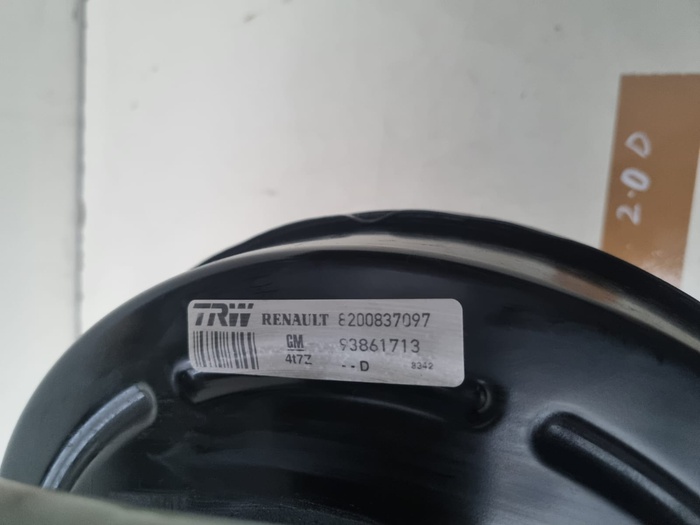 TRW RENAULT 8200837097
GM 93861713
417Z --D 8342
2.0D